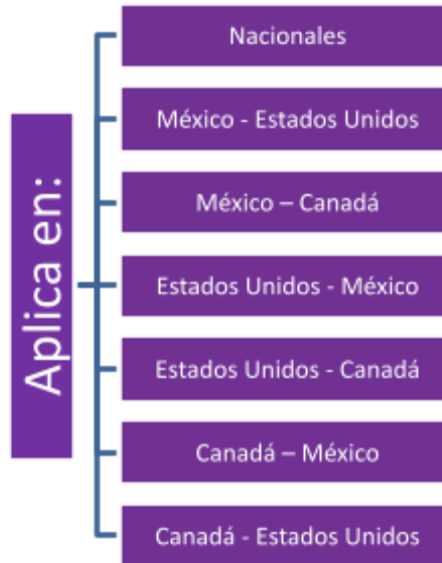 Aplica en:
Nacionales
México - Estados Unidos
México – Canadá
Estados Unidos - México
Estados Unidos - Canadá
Canadá – México
Canadá - Estados Unidos